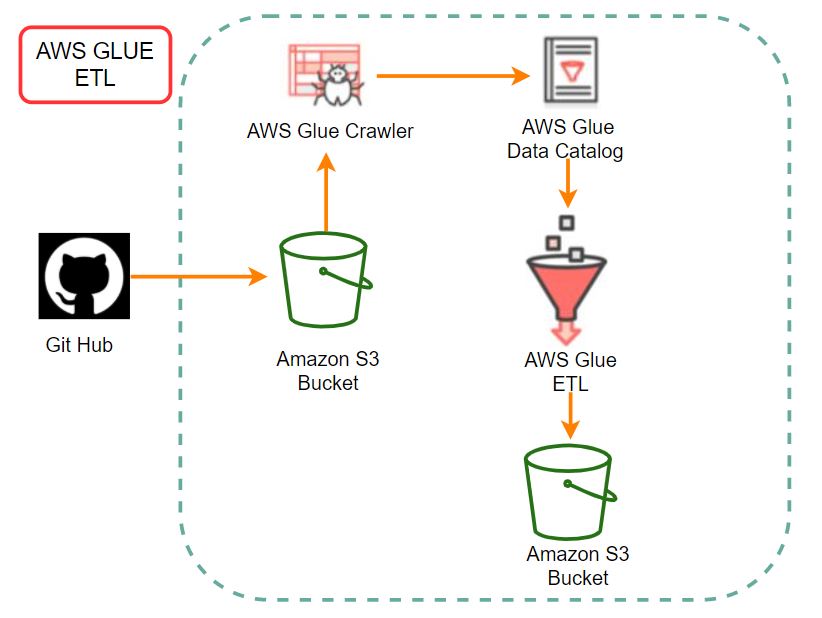 AWS GLUE
ETL
AWS Glue Crawler
AWS Glue
Data Catalog
Git Hub
Amazon S3
Bucket
AWS Glue
ETL
Amazon S3
Bucket